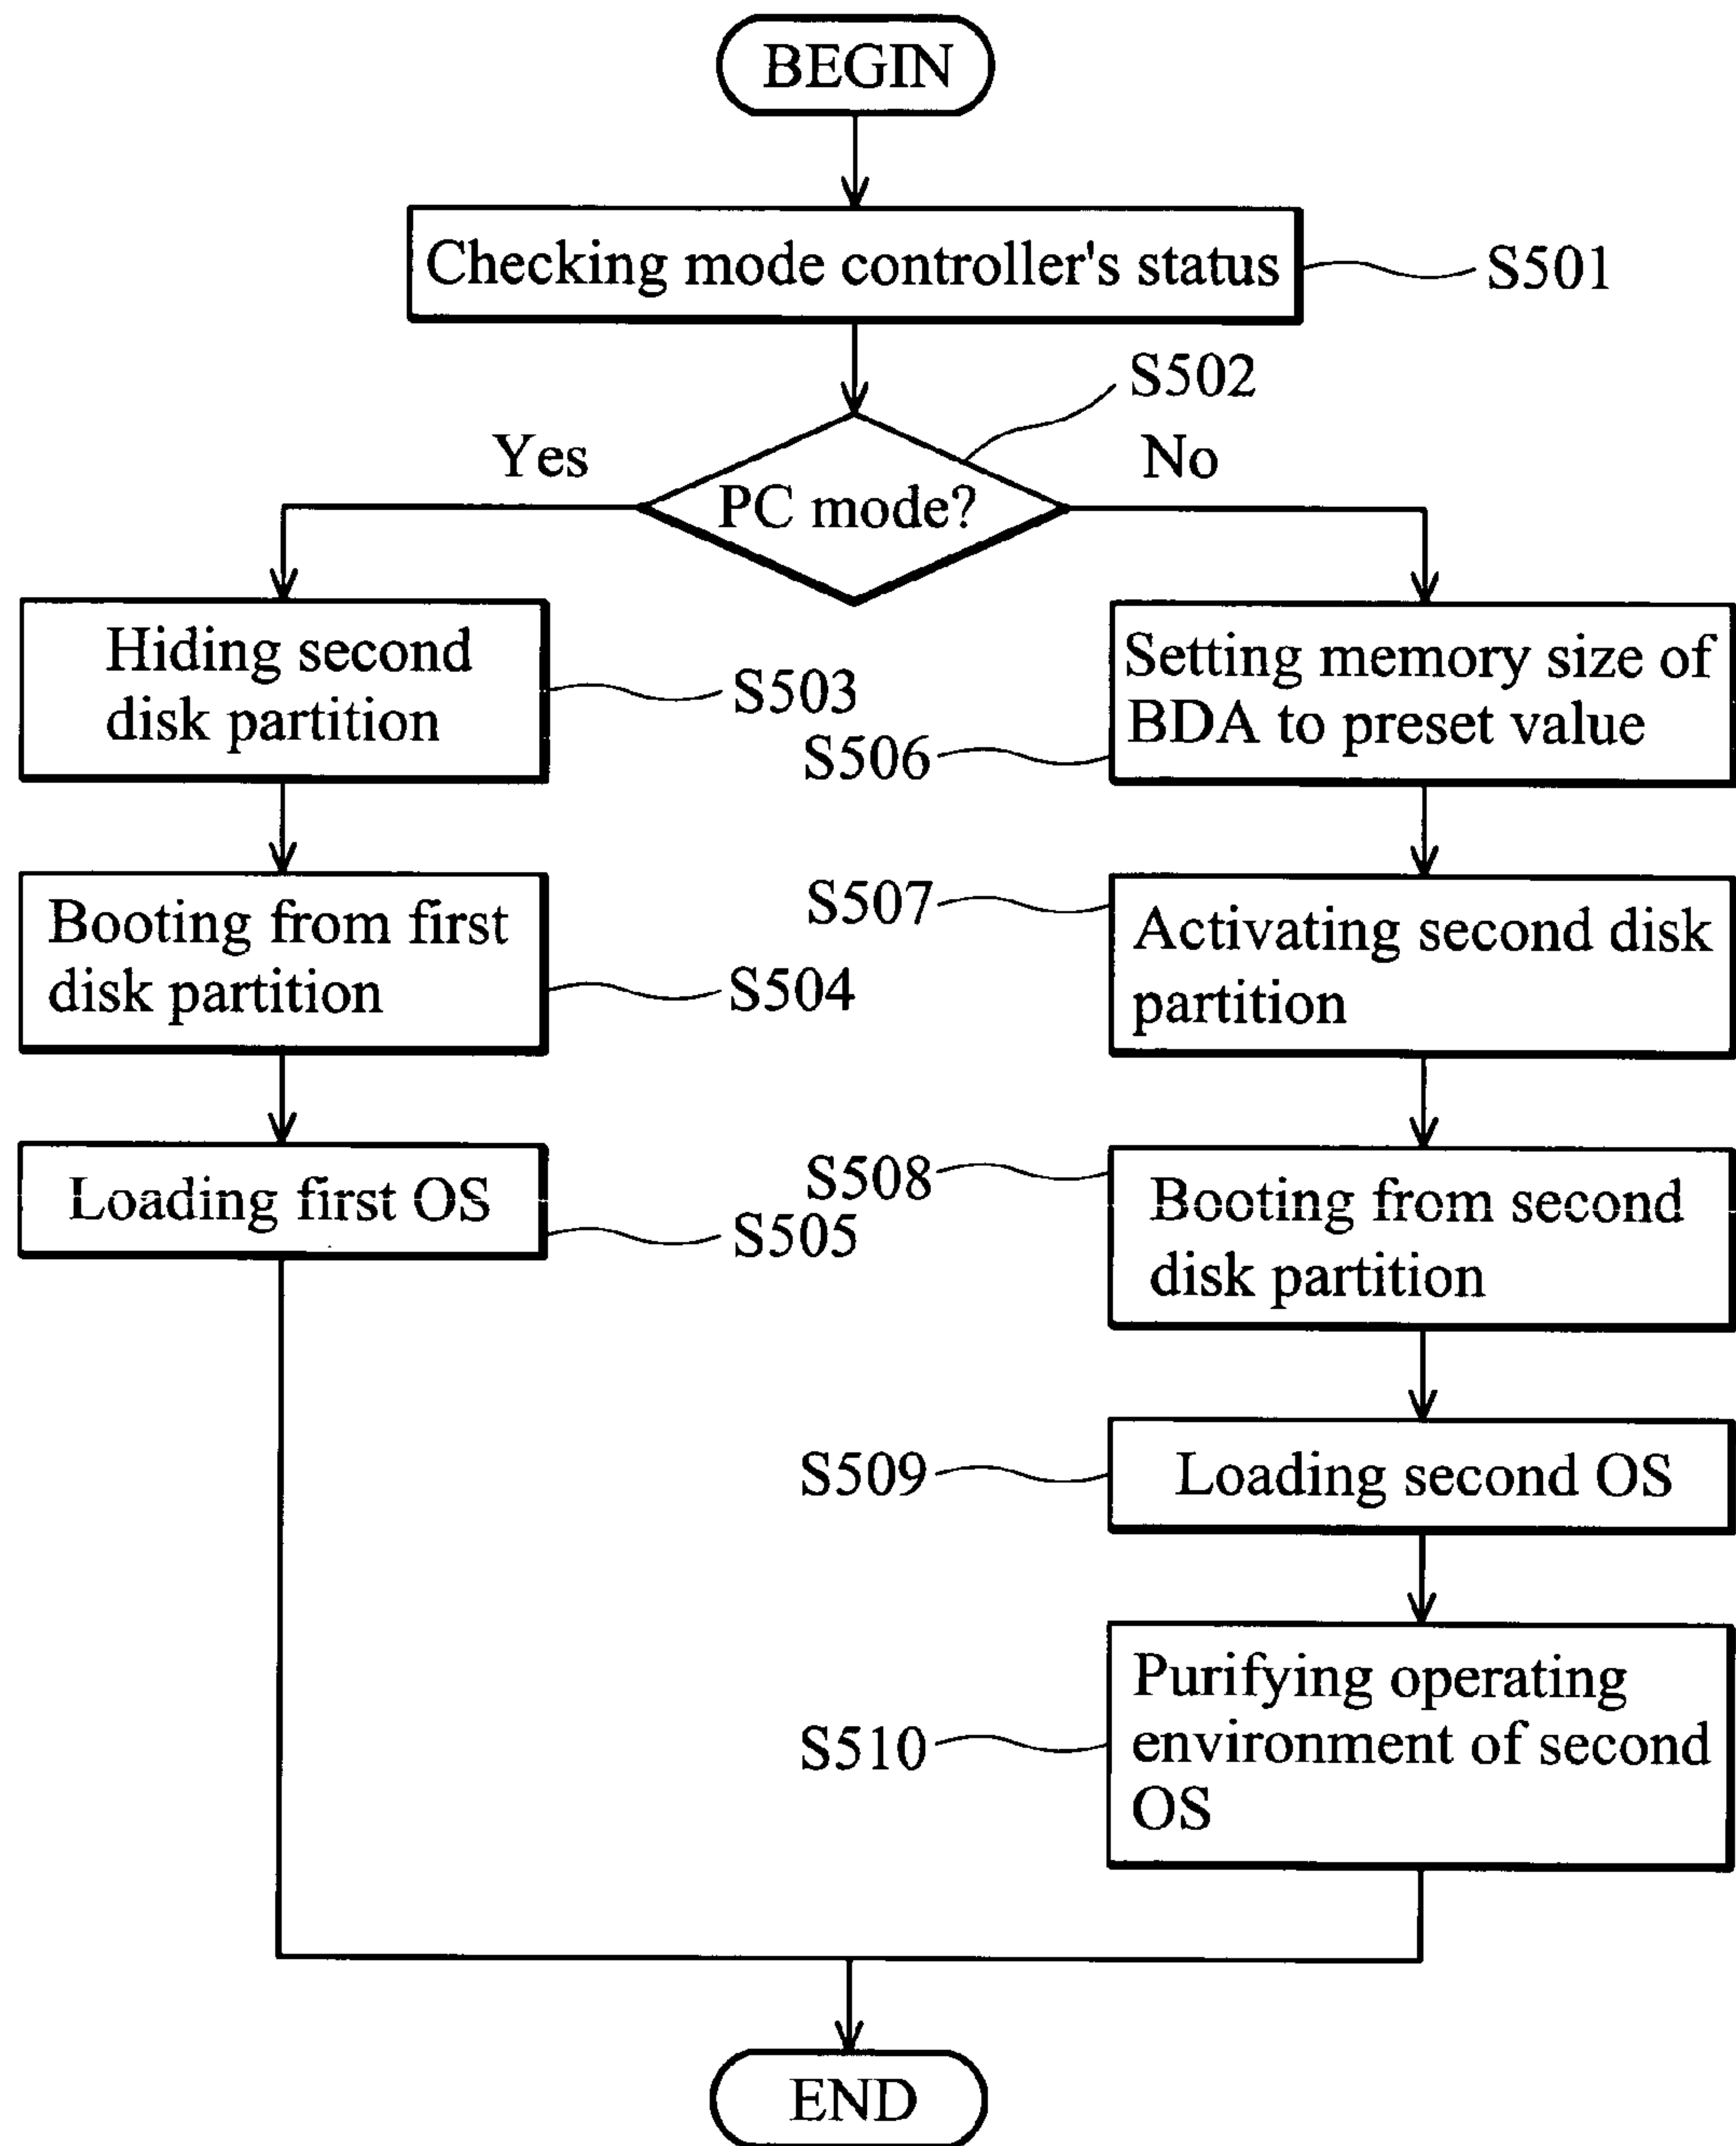 BEGIN
Checking mode controller's status
S501
S502
Yes
No
PC mode?
Hiding second
disk partition
S503
Booting from first
disk partition
S504
Loading first OS
S505
Setting memory size of
BDA to preset value
S506
S507
Activating second disk
partition
S508
Booting from second
disk partition
S509
Loading second OS
S510
Purifying operating
environment of second
OS
END